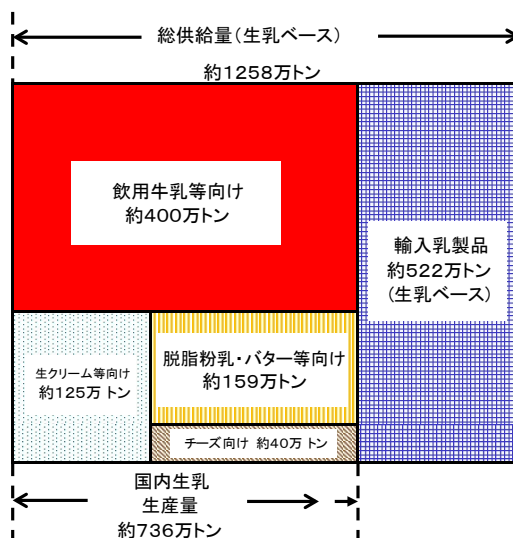 総供給量(生乳ベース)
約1258万トン
飲用牛乳等向け
約400万トン
輸入乳製品
約522万トン
(生乳ベース)
生クリーム等向け
約125万トン
脱脂粉乳・バター等向け
約159万トン
チーズ向け 約40万トン
国内生乳
生産量
約736万トン